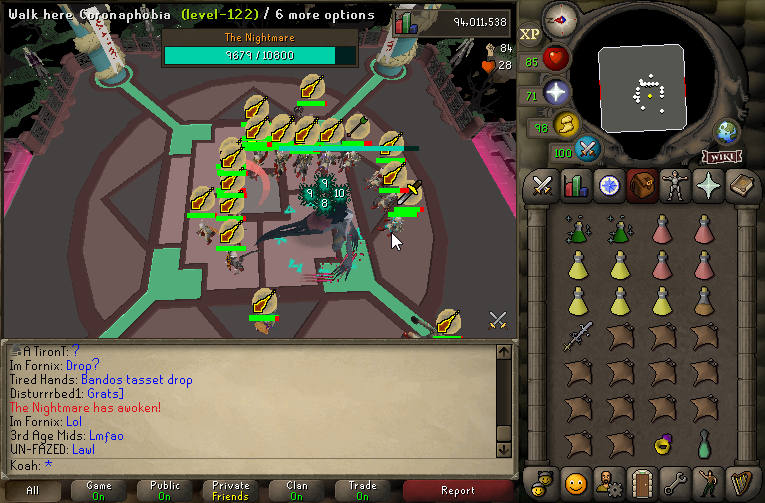 Walk here Coronaphobia (level-122) / 6 more options
94,011,538
The Nightmare
9679 / 10800
84
28
XP
85
71
98
100
WIKI
9
9 10
8
A TironT: ?
Im Fornix: Drop?
Tired Hands: Bandos tasset drop
Disturrrbed1: Grats]
The Nightmare has awoken!
Im Fornix: Lol
3rd Age Mids: Lmfao
UN-FAZED: Lawl
Koah: *
All
Game
On
Public
On
Private
Friends
Clan
On
Trade
On
Report